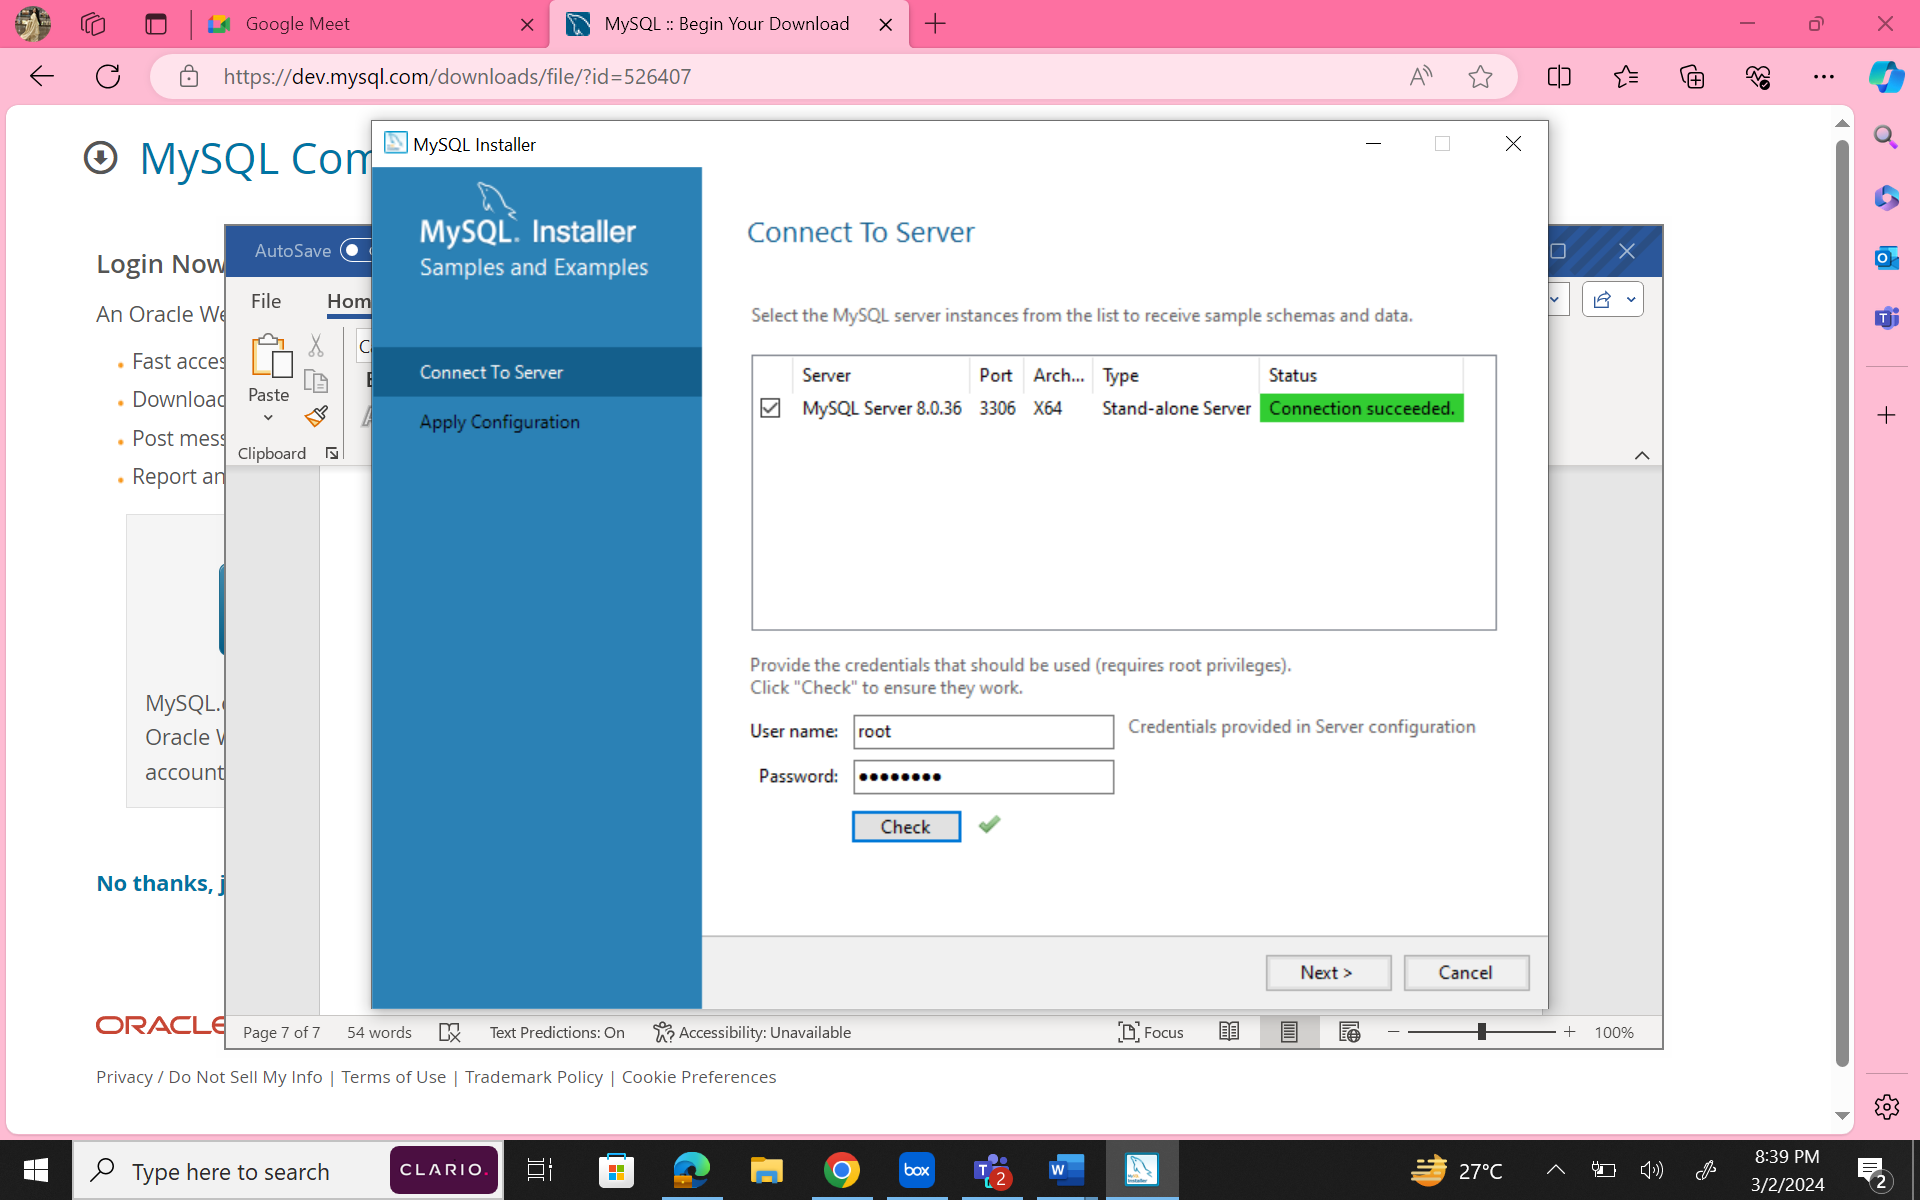 Google Meet
MySQL :: Begin Your Download
https://dev.mysql.com/downloads/file/?id=526407
MySQL Com
Login Now
An Oracle We
Fast acces
Download
Post mess
Report an
MySQL.
Oracle W
account
No thanks, j
ORACLE
Privacy / Do Not Sell My Info | Terms of Use | Trademark Policy | Cookie Preferences
AutoSave
File
Hom
Paste
Clipboard
MySQL Installer
MySQL. Installer
Samples and Examples
Connect To Server
Apply Configuration
Connect To Server
Select the MySQL server instances from the list to receive sample schemas and data.
Server Port Arch... Type Status
MySQL Server 8.0.36 3306 X64 Stand-alone Server Connection succeeded.
Provide the credentials that should be used (requires root privileges).
Click "Check" to ensure they work.
User name: root Credentials provided in Server configuration
Password: ••••••••
Check
Next > Cancel
Page 7 of 7 54 words Text Predictions: On Accessibility: Unavailable Focus 100%
Type here to search
CLARIO.
box
2
27°C
8:39 PM
3/2/2024
2